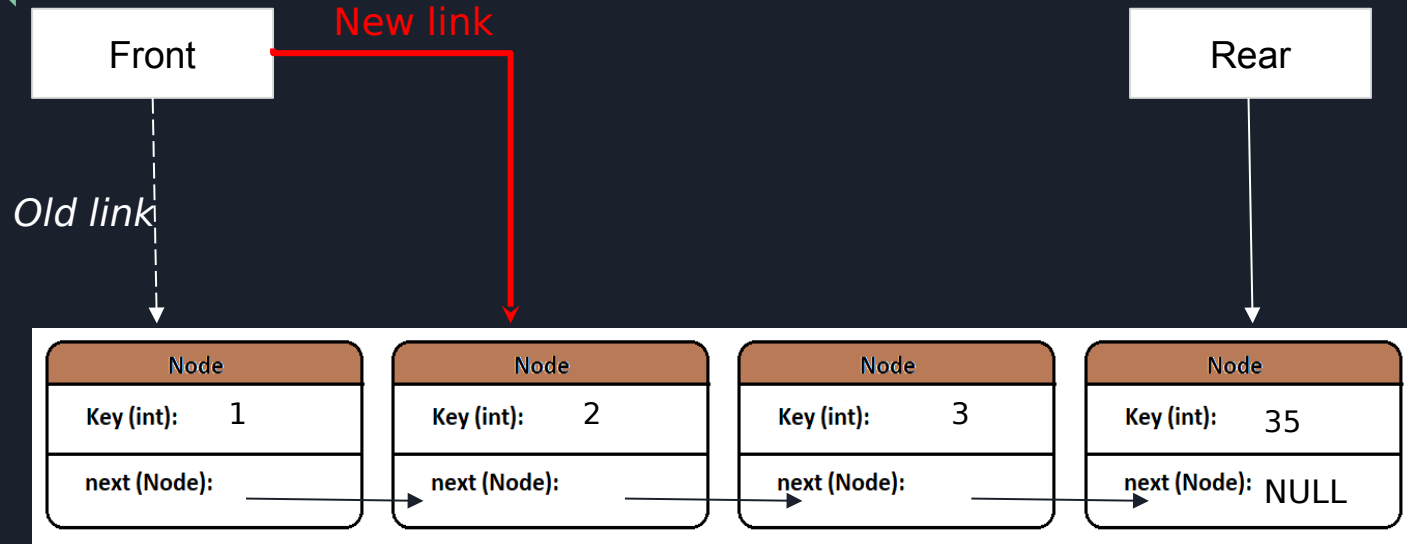 New link
Front
Rear
Old link
Node
Key (int): 1
next (Node):
Node
Key (int): 2
next (Node):
Node
Key (int): 3
next (Node):
Node
Key (int): 35
next (Node): NULL